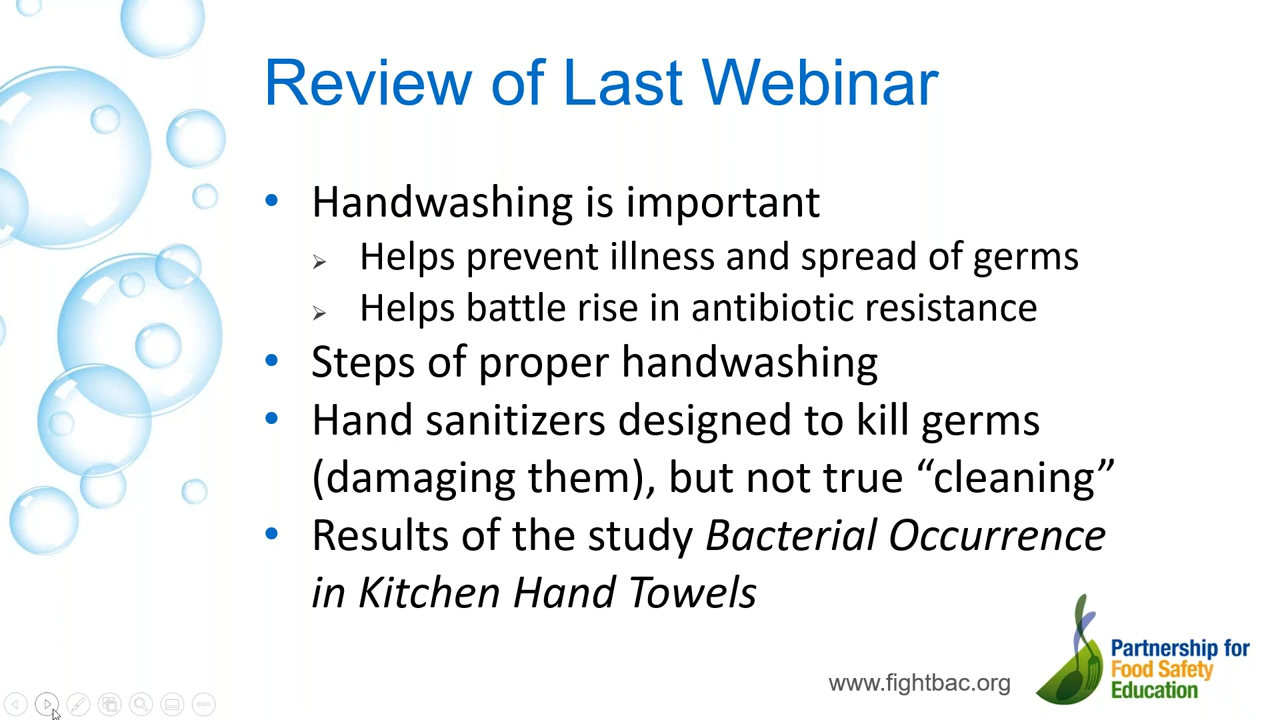 Review of Last Webinar
• Handwashing is important
➢ Helps prevent illness and spread of germs
➢ Helps battle rise in antibiotic resistance
• Steps of proper handwashing
• Hand sanitizers designed to kill germs
(damaging them), but not true “cleaning”
• Results of the study Bacterial Occurrence
in Kitchen Hand Towels
www.fightbac.org
Partnership for
Food Safety
Education